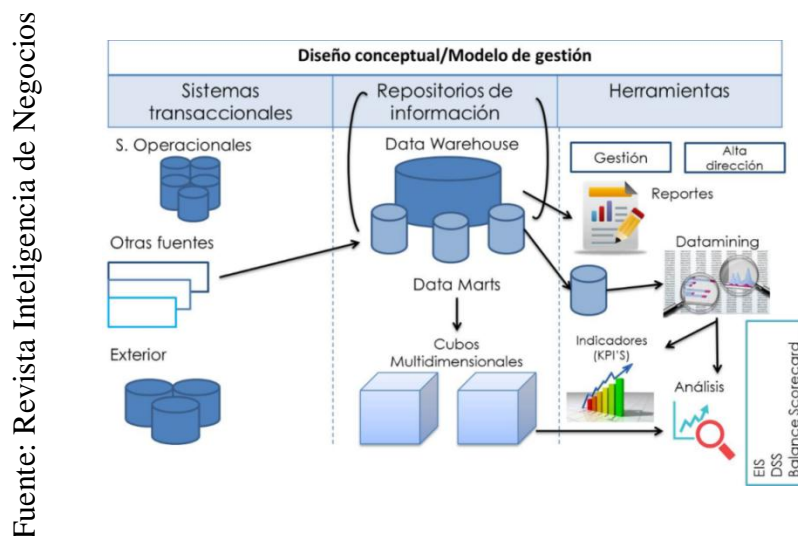 Fuente: Revista Inteligencia de Negocios
Diseño conceptual/Modelo de gestión
Sistemas
transaccionales
Repositorios de
información
Herramientas
S. Operacionales
Data Warehouse
Gestión
Alta
dirección
Reportes
Otras fuentes
Datamining
Data Marts
Exterior
Cubos
Multidimensionales
Indicadores
(KPI'S)
Análisis
EIS
DSS
Balance Scorecard